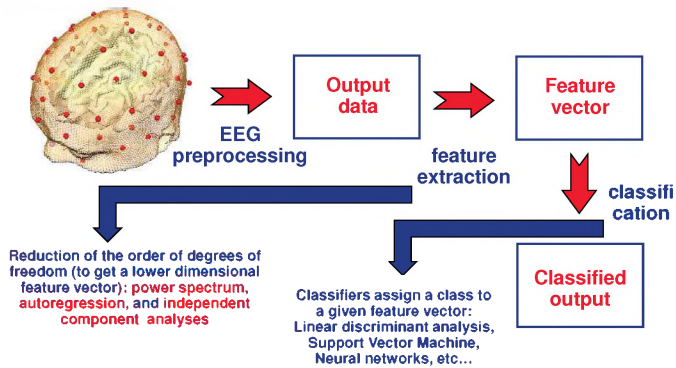 Output
data
Feature
vector
EEG
preprocessing
feature
extraction
classifi
cation
Reduction of the order of degrees of
freedom (to get a lower dimensional
feature vector): power spectrum,
autoregression, and independent
component analyses
Classifiers assign a class to
a given feature vector:
Linear discriminant analysis,
Support Vector Machine,
Neural networks, etc...
Classified
output